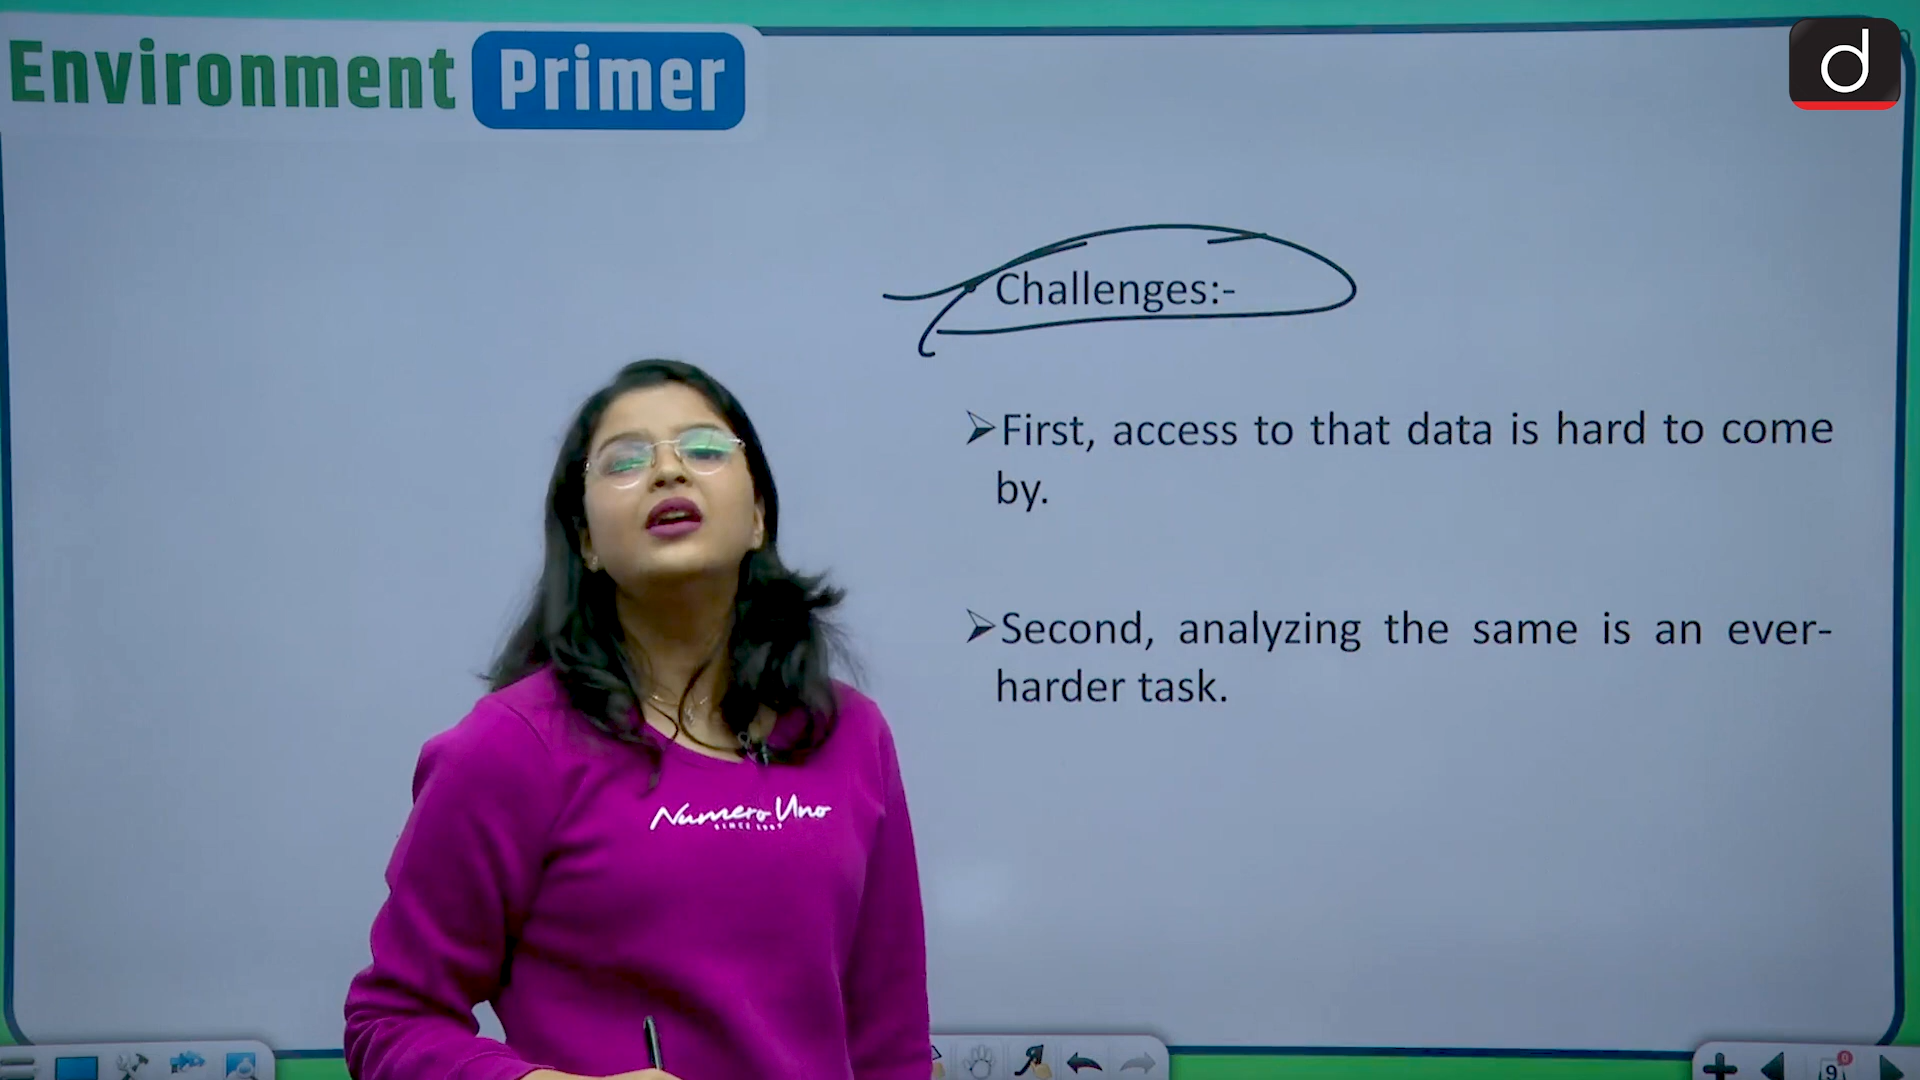 Environment Primer
d
Challenges:-
➢First, access to that data is hard to come
by.
➢Second, analyzing the same is an ever-
harder task.
Numero Uno
9